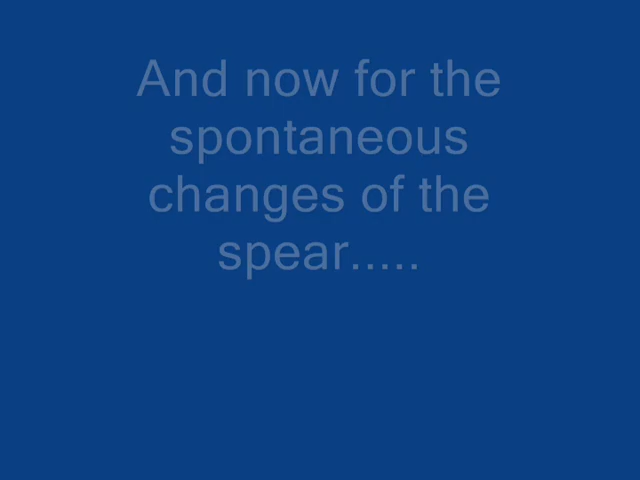 And now for the
spontaneous
changes of the
spear.....